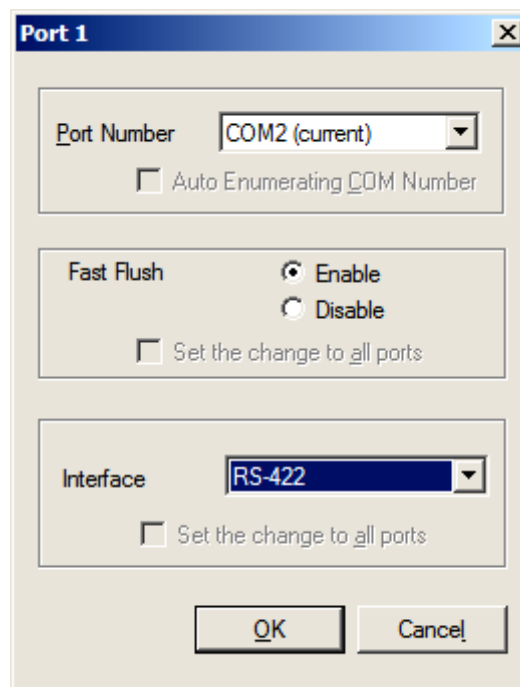 Port 1
Port Number COM2 (current)
Auto Enumerating COM Number
Fast Flush Enable
Disable
Set the change to all ports
Interface RS-422
Set the change to all ports
OK Cancel